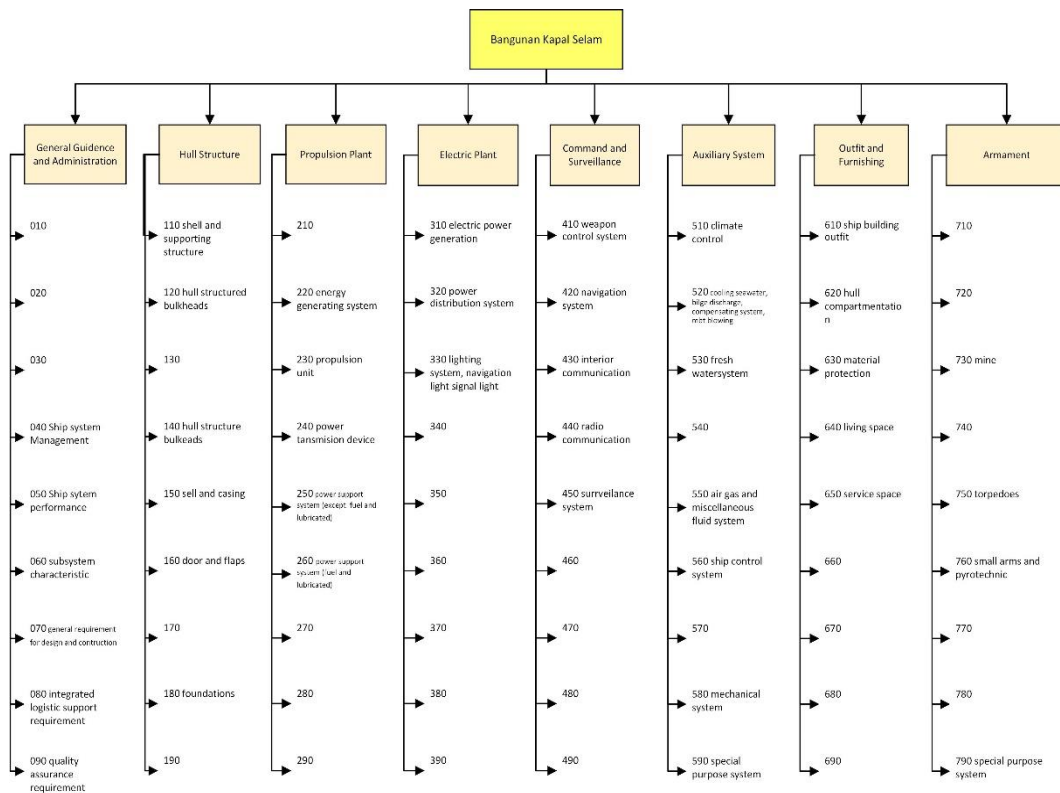 Bangunan Kapal Selam
General Guidence
and Administration
Hull Structure
Propulsion Plant
Electric Plant
Command and
Surveillance
Auxiliary System
Outfit and
Furnishing
Armament
010
020
030
040 Ship system
Management
050 Ship sytem
performance
060 subsystem
characteristic
070 general requirement
for design and contruction
080 integrated
logistic support
requirement
090 quality
assurance
requirement
110 shell and
supporting
structure
120 hull structured
bulkheads
130
140 hull structure
bulkeads
150 sell and casing
160 door and flaps
170
180 foundations
190
210
220 energy
generating system
230 propulsion
unit
240 power
tansmision device
250 power support
system (except fuel and
lubricated)
260 power support
system (fuel and
lubricated)
270
280
290
310 electric power
generation
320 power
distribution system
330 lighting
system, navigation
light signal light
340
350
360
370
380
390
410 weapon
control system
420 navigation
system
430 interior
communication
440 radio
communication
450 surrveilance
system
460
470
480
490
510 climate
control
520 cooling seewater,
bilge discharge,
compensating system,
mbt blowing
530 fresh
watersystem
540
550 air gas and
miscellaneous
fluid system
560 ship control
system
570
580 mechanical
system
590 special
purpose system
610 ship building
outfit
620 hull
compartmentatio
n
630 material
protection
640 living space
650 service space
660
670
680
690
710
720
730 mine
740
750 torpedoes
760 small arms and
pyrotechnic
770
780
790 special purpose
system